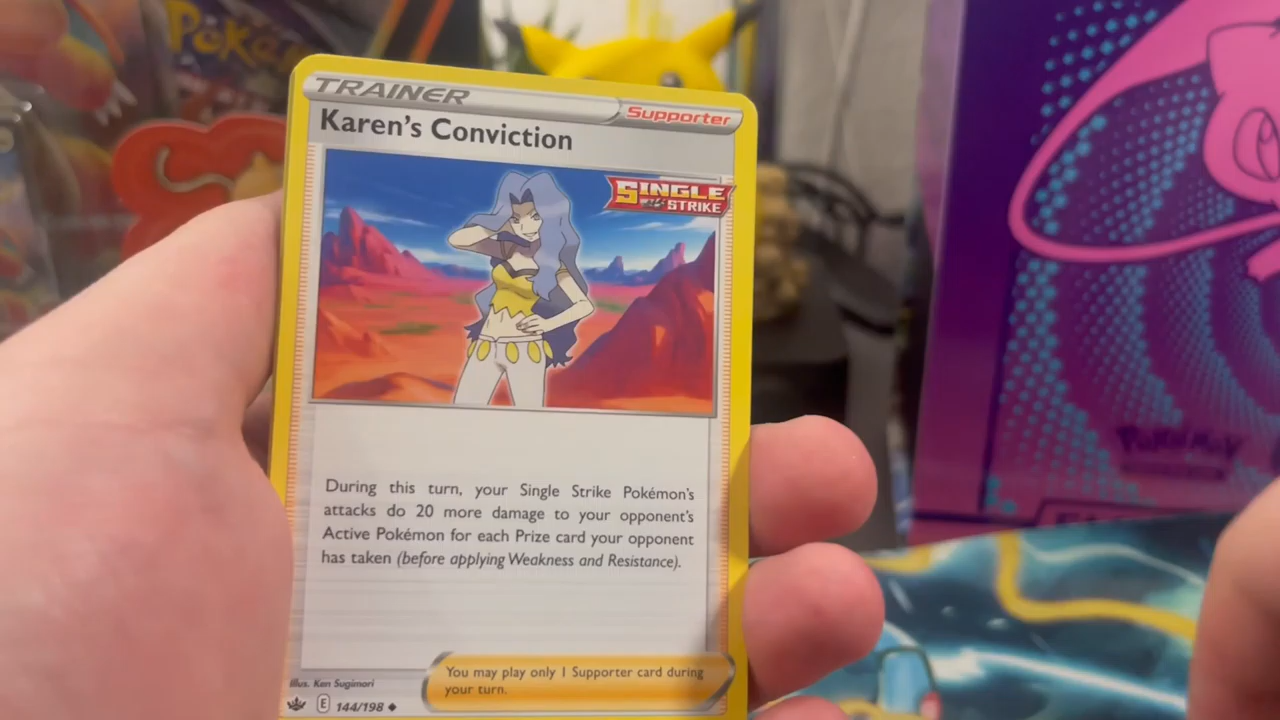 Poké
TRAINER
Supporter
Karen's Conviction
SINGLE
STRIKE
During this turn, your Single Strike Pokémon's
attacks do 20 more damage to your opponent's
Active Pokémon for each Prize card your opponent
has taken (before applying Weakness and Resistance).
You may play only 1 Supporter card during
your turn.
Illus. Ken Sugimori
E 144/198
POKÉMON